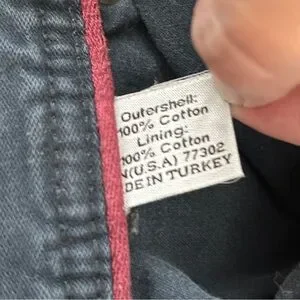 Outershell:
100% Cotton
Lining:
100% Cotton
(U.S.A) 77302
DE IN TURKEY